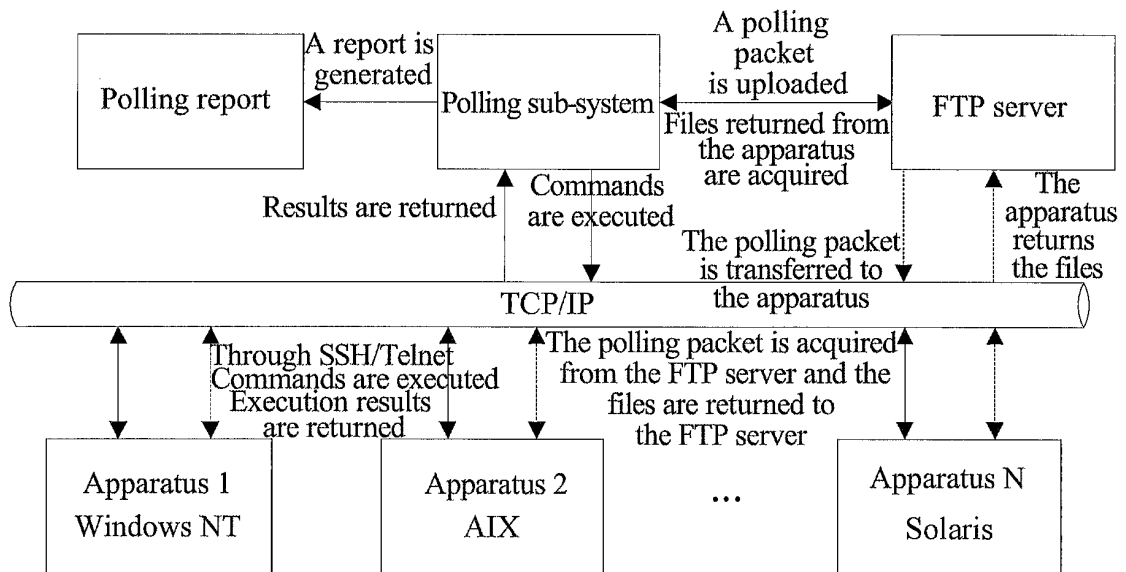 A report is
generated
A polling
packet
is uploaded
Polling report
Polling sub-system
FTP server
Files returned from
the apparatus
are acquired
Results are returned
Commands
are executed
The polling packet
is transferred to
the apparatus
The
apparatus
returns
the files
TCP/IP
Through SSH/Telnet
Commands are executed
Execution results
are returned
The polling packet is acquired
from the FTP server and the
files are returned to
the FTP server
Apparatus 1
Windows NT
Apparatus 2
AIX
...
Apparatus N
Solaris